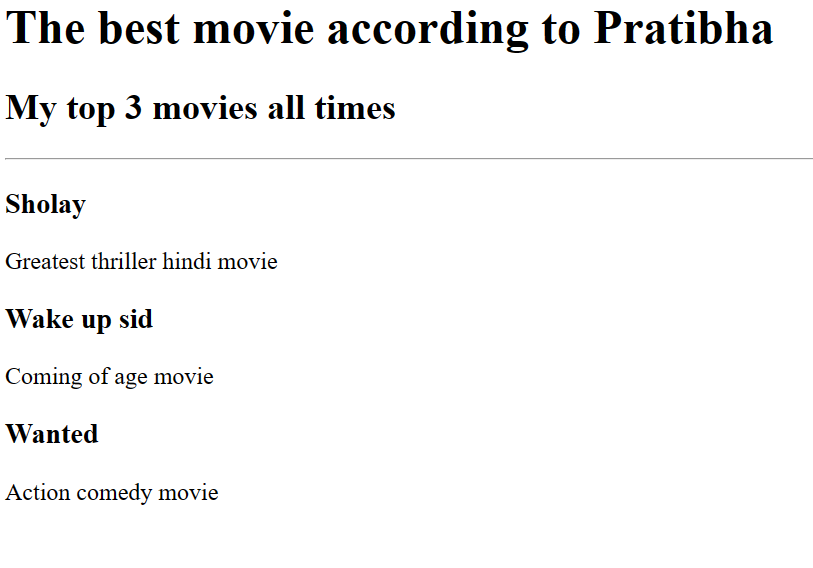 The best movie according to Pratibha
My top 3 movies all times
Sholay
Greatest thriller hindi movie
Wake up sid
Coming of age movie
Wanted
Action comedy movie